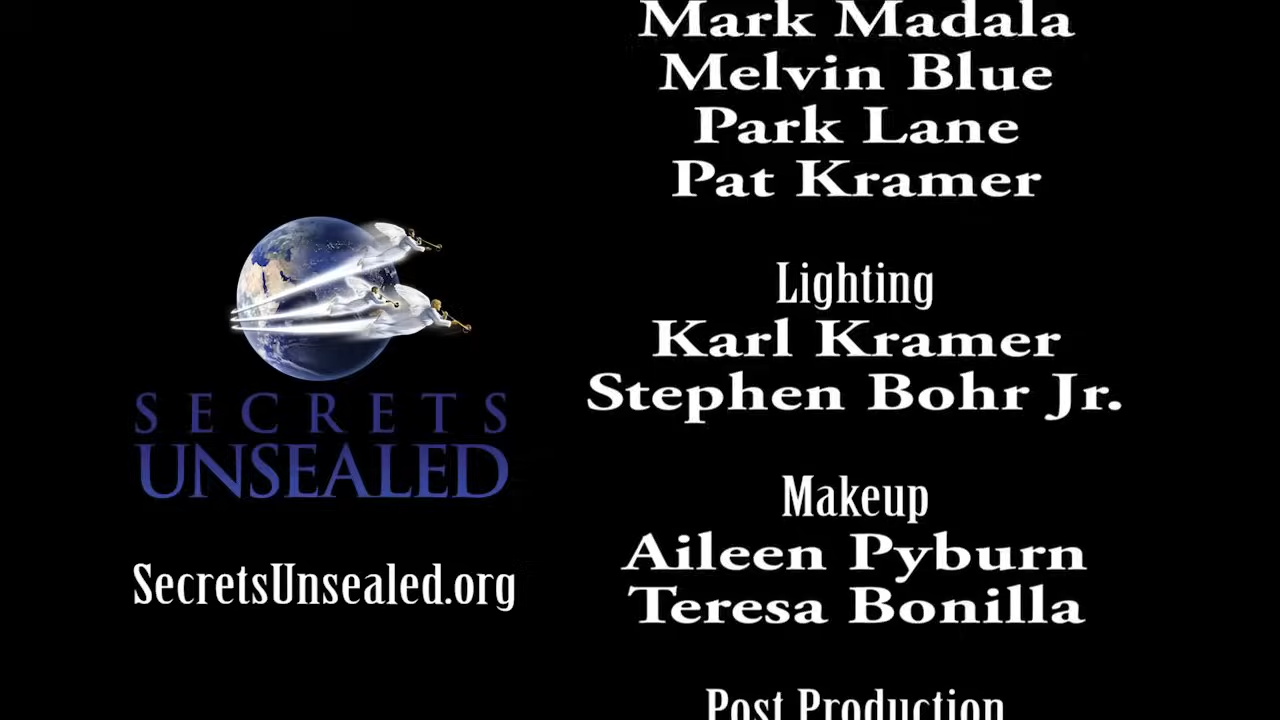 SECRETS
UNSEALED
SecretsUnsealed.org
Mark Madala
Melvin Blue
Park Lane
Pat Kramer
Lighting
Karl Kramer
Stephen Bohr Jr.
Makeup
Aileen Pyburn
Teresa Bonilla
Post Production